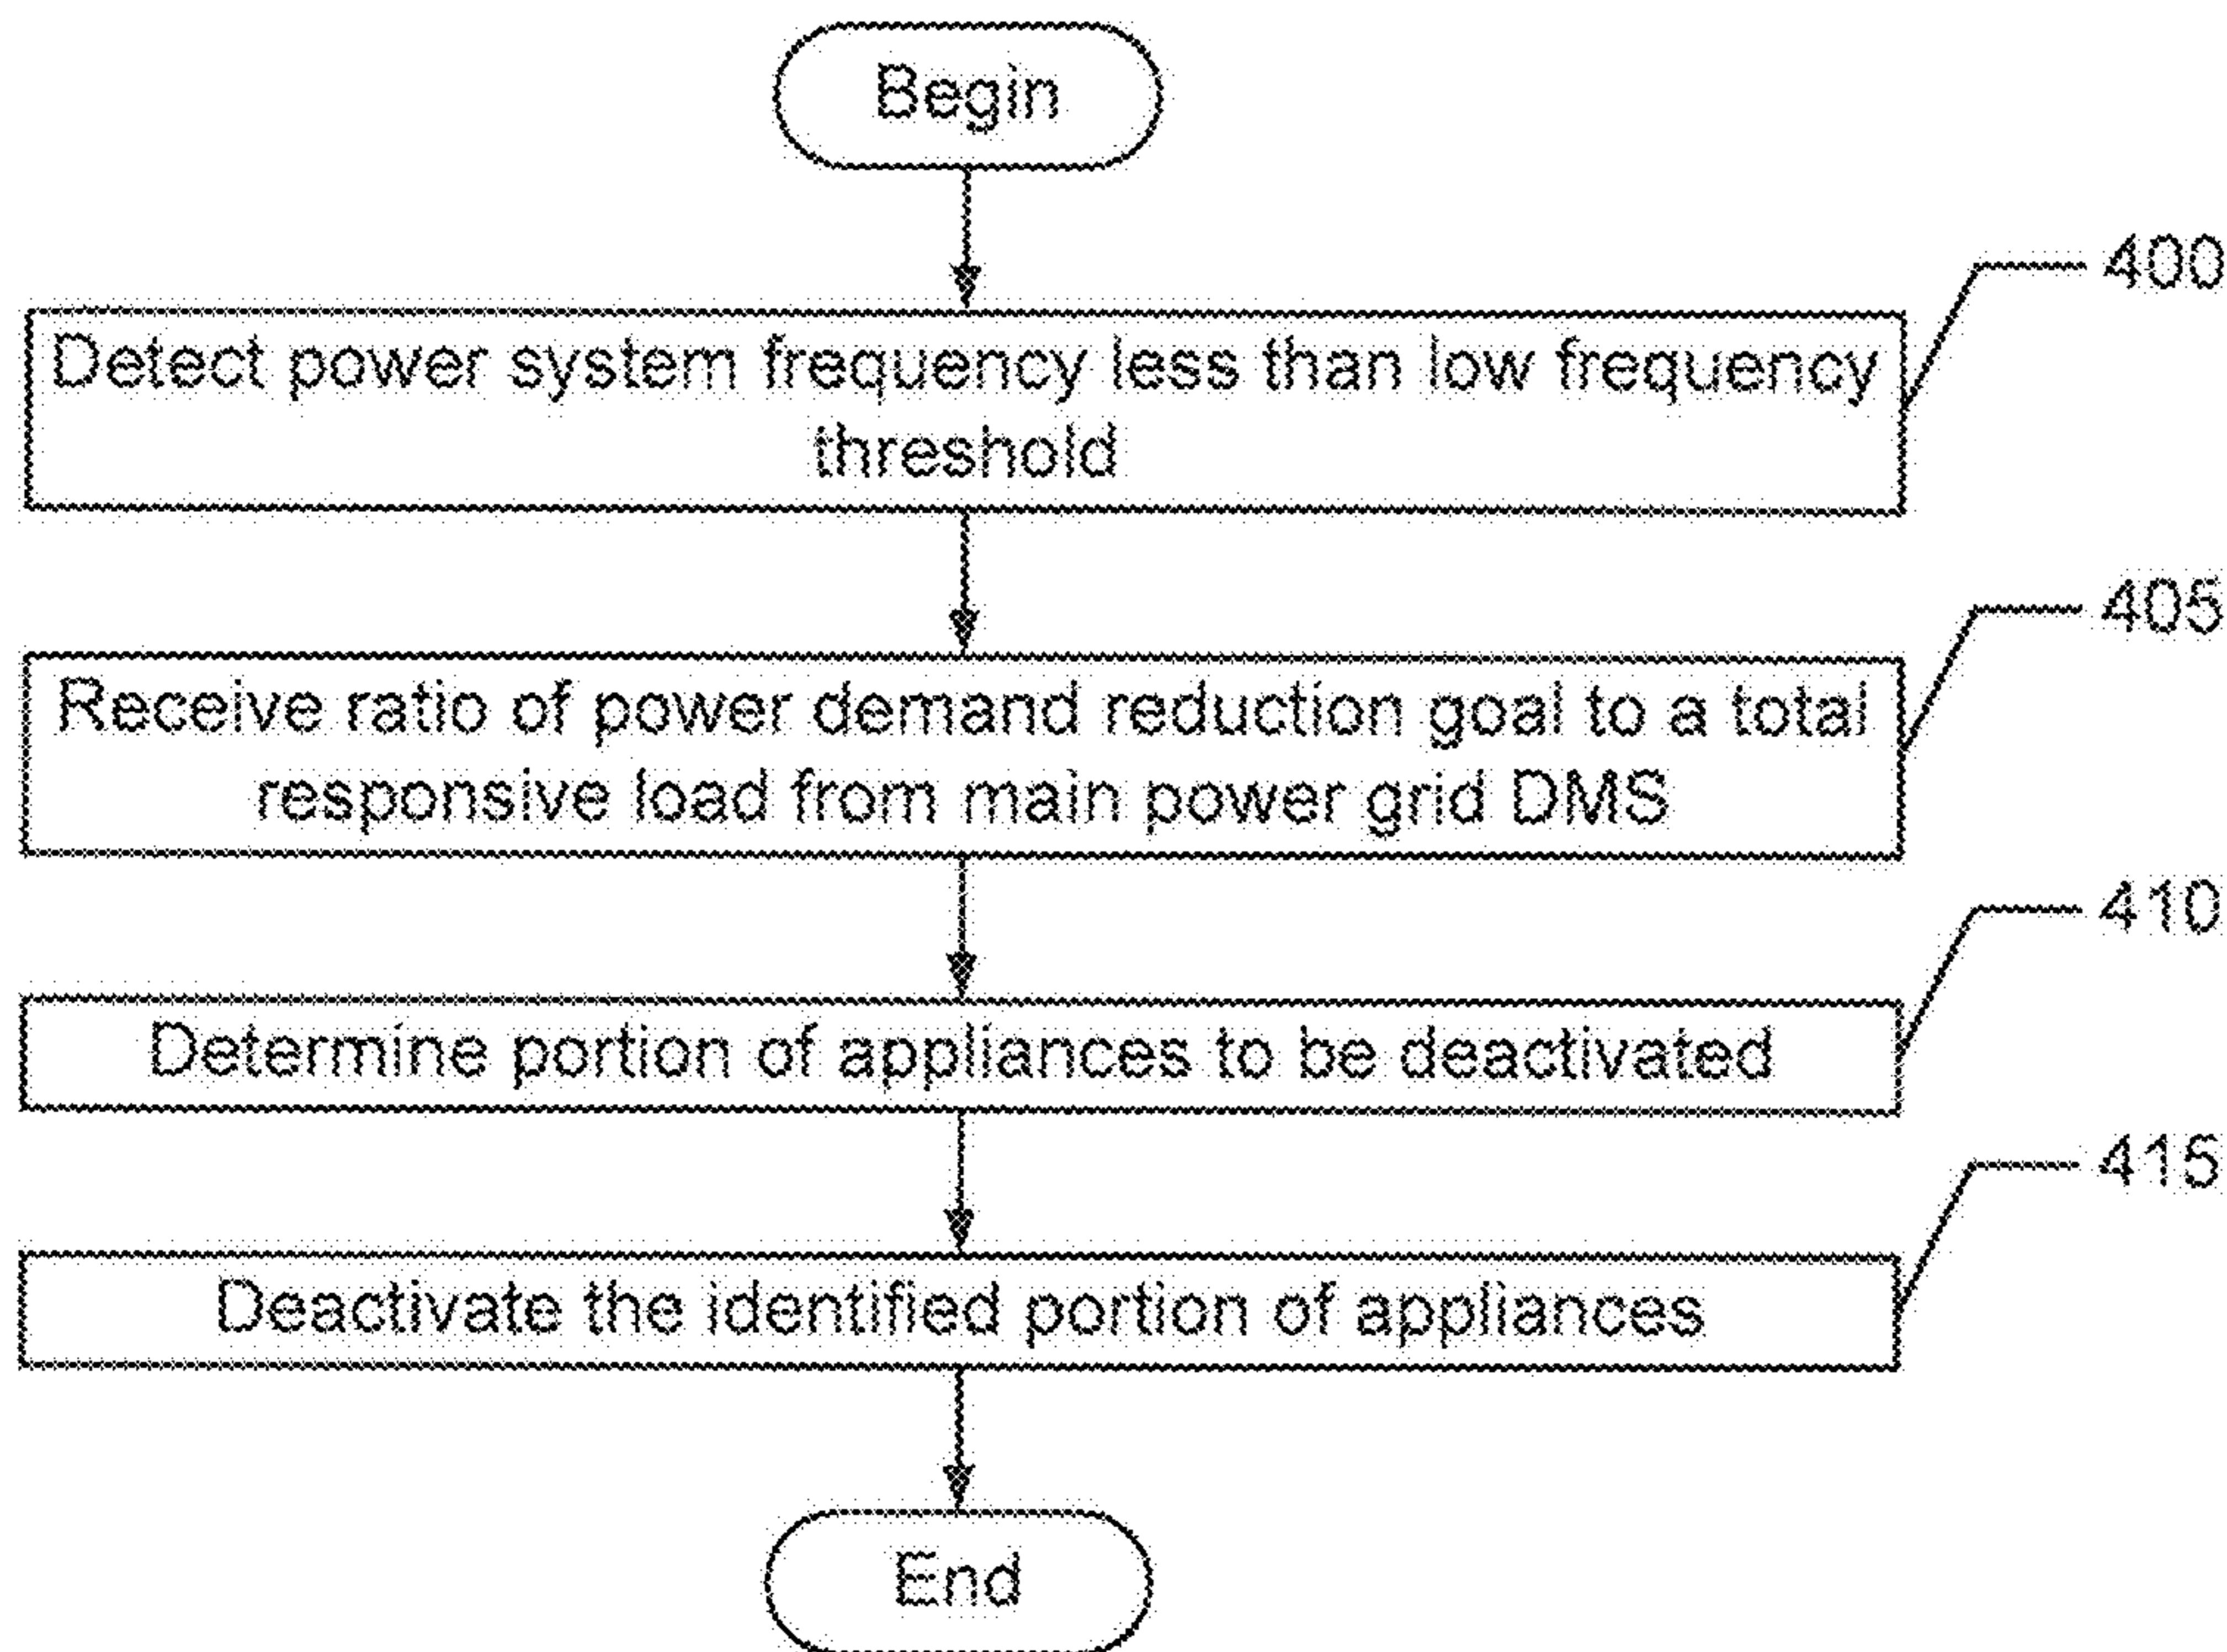 Begin
400
Detect power system frequency less than low frequency
threshold
405
Receive ratio of power demand reduction goal to a total
responsive load from main power grid DMS
410
Determine portion of appliances to be deactivated
415
Deactivate the identified portion of appliances
End